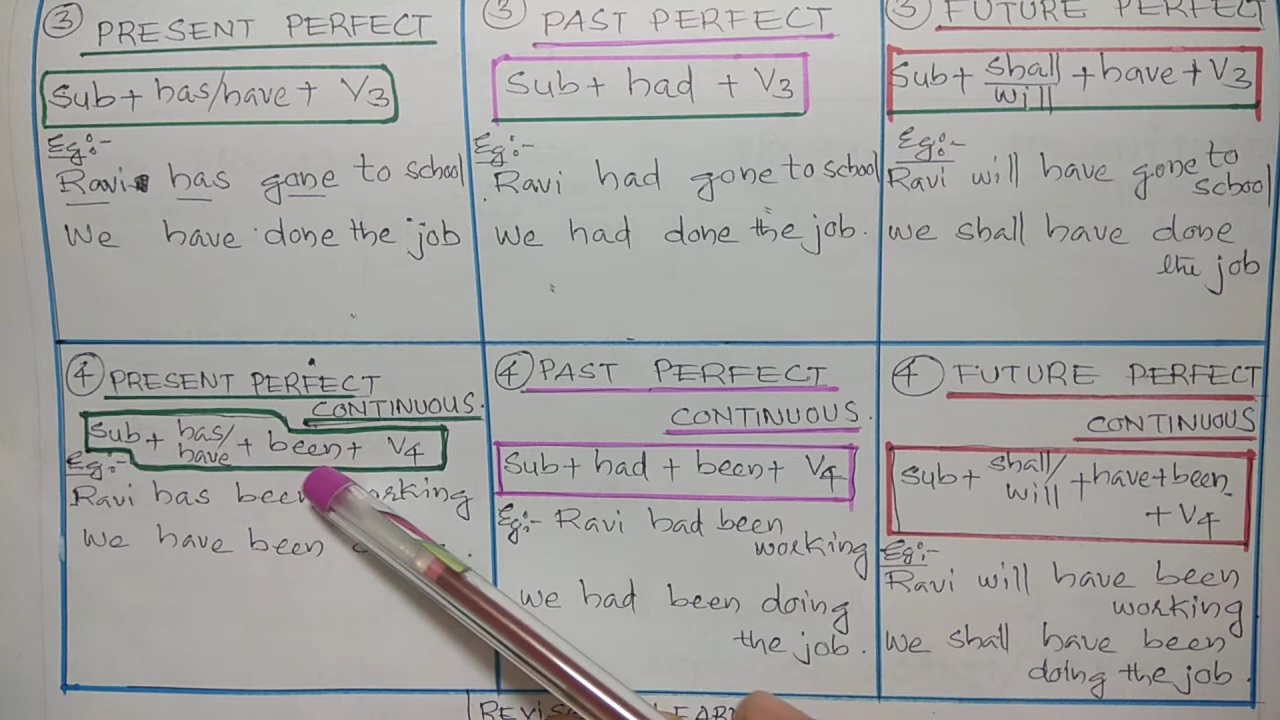 ③ PRESENT PERFECT
Sub + has/have + V3
Eg:-
Ravi has gone to school
We have done the job
③ PAST PERFECT
Sub + had + V3
Eg:-
Ravi had gone to school
We had done the job.
③ FUTURE PERFECT
Sub + shall/will + have + V3
Eg:-
Ravi will have gone to
school
We shall have done
the job
④ PRESENT PERFECT
CONTINUOUS.
Sub + has/have + been + V4
Eg:-
Ravi has been
We have been
④ PAST PERFECT
CONTINUOUS.
Sub + had + been + V4
Eg:- Ravi had been
working
We had been doing
the job.
④ FUTURE PERFECT
CONTINUOUS
Sub + shall/will + have + been
+ V4
Eg:-
Ravi will have been
working
We shall have been
doing the job.